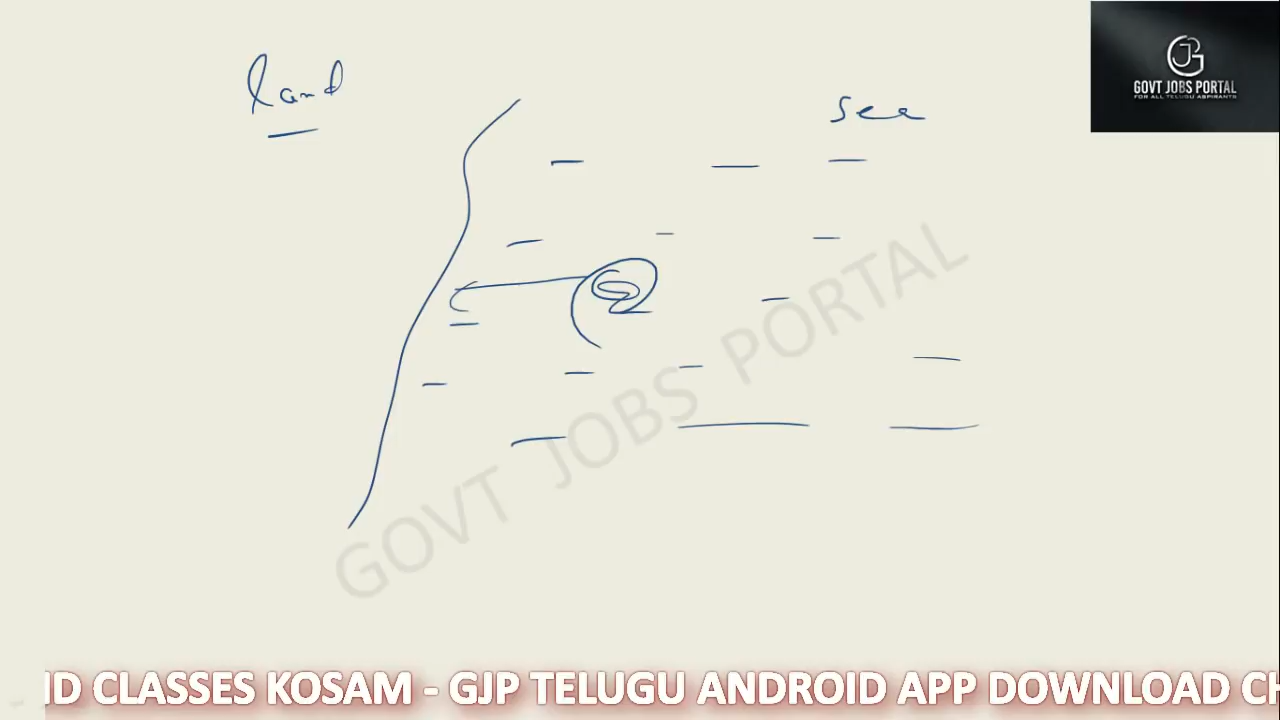 land
see
GOVT JOBS PORTAL
FOR ALL TELUGU ASPIRANTS
GOVT JOBS PORTAL
ND CLASSES KOSAM - GJP TELUGU ANDROID APP DOWNLOAD CH